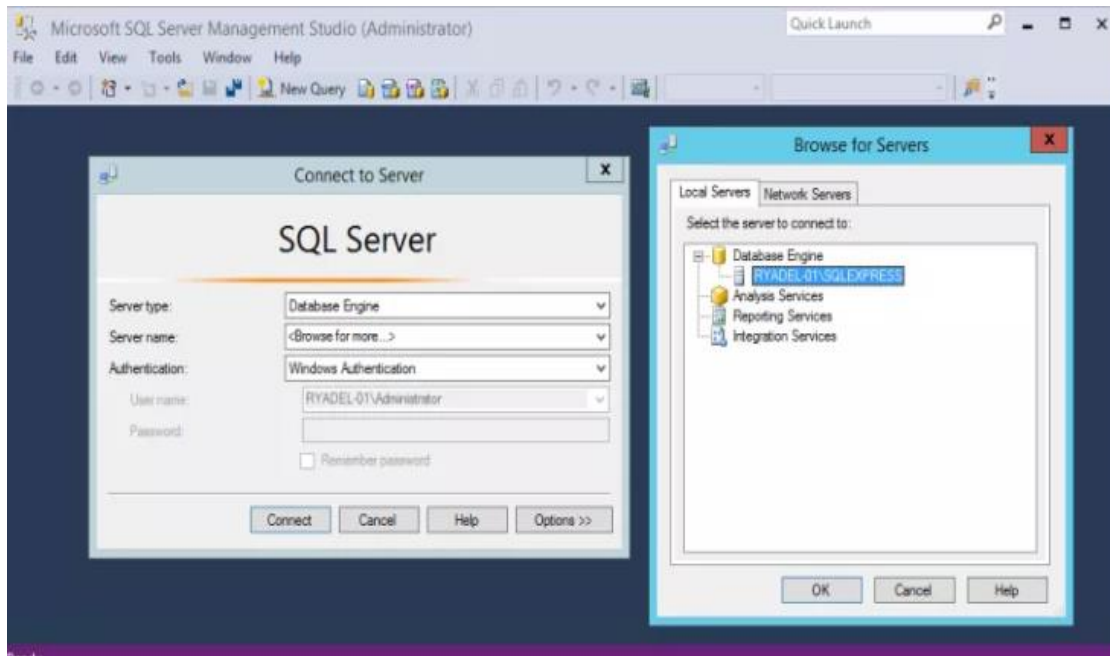 Microsoft SQL Server Management Studio (Administrator)
Quick Launch
File Edit View Tools Window Help
New Query
Connect to Server
SQL Server
Server type: Database Engine
Server name: <Browse for more...>
Authentication: Windows Authentication
User name: RYADEL-01\Administrator
Password:
Remember password
Connect Cancel Help Options >>
Browse for Servers
Local Servers Network Servers
Select the server to connect to:
Database Engine
RYADEL-01\SQLEXPRESS
Analysis Services
Reporting Services
Integration Services
OK Cancel Help